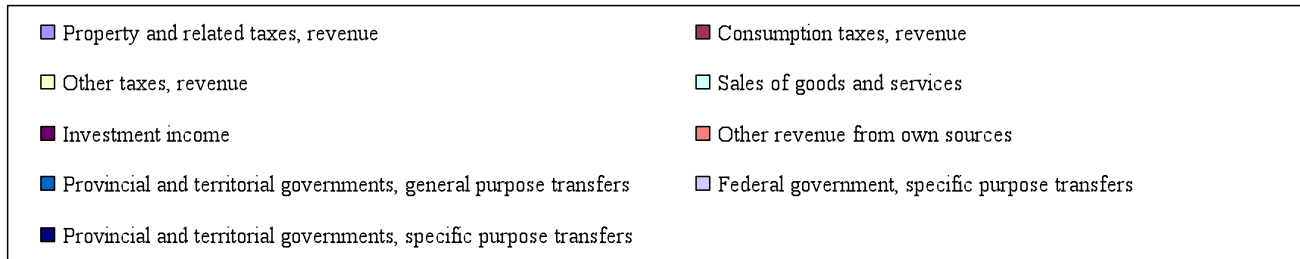 Property and related taxes, revenue
Consumption taxes, revenue
Other taxes, revenue
Sales of goods and services
Investment income
Other revenue from own sources
Provincial and territorial governments, general purpose transfers
Federal government, specific purpose transfers
Provincial and territorial governments, specific purpose transfers